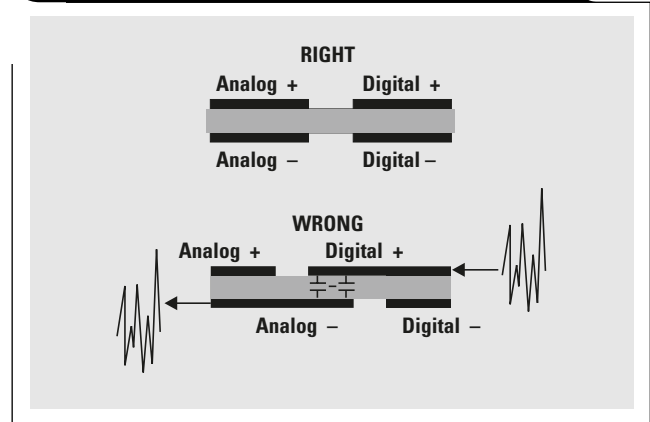 RIGHT
Analog + Digital +
Analog – Digital –
WRONG
Analog + Digital +
Analog – Digital –